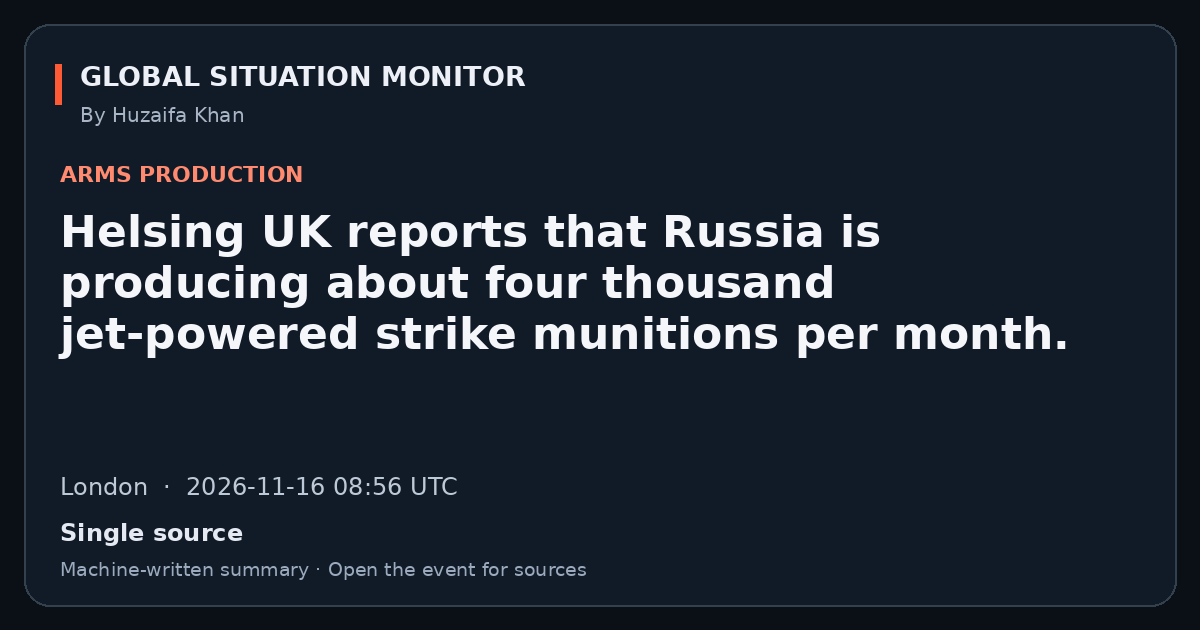 GLOBAL SITUATION MONITOR
By Huzaifa Khan
ARMS PRODUCTION
Helsing UK reports that Russia is
producing about four thousand
jet-powered strike munitions per month.
London · 2026-11-16 08:56 UTC
Single source
Machine-written summary · Open the event for sources